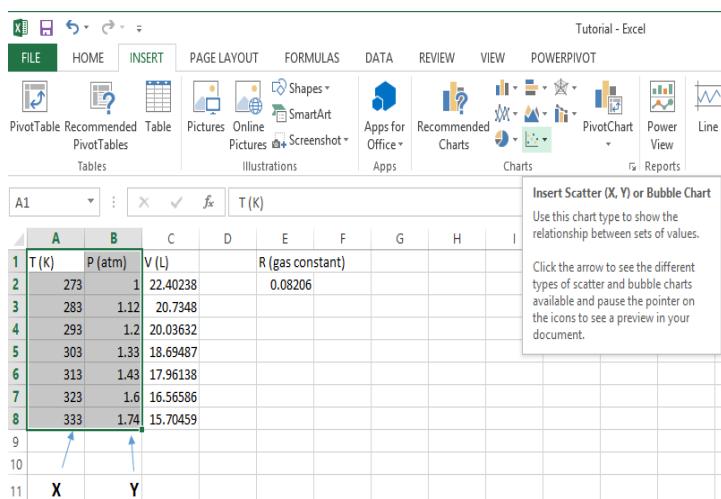 Tutorial - Excel
FILE HOME INSERT PAGE LAYOUT FORMULAS DATA REVIEW VIEW POWERPIVOT
PivotTable Recommended PivotTables Table
Pictures Online Pictures Shapes SmartArt Screenshot
Apps for Office
Recommended Charts
PivotChart
Power View
Line
Tables Illustrations Apps Charts Reports
A1 fx T (K)
Insert Scatter (X, Y) or Bubble Chart
Use this chart type to show the
relationship between sets of values.
Click the arrow to see the different
types of scatter and bubble charts
available and pause the pointer on
the icons to see a preview in your
document.
A B C D E F G H I
1 T (K) P (atm) V (L) R (gas constant)
2 273 1 22.40238 0.08206
3 283 1.12 20.7348
4 293 1.2 20.03632
5 303 1.33 18.69487
6 313 1.43 17.96138
7 323 1.6 16.56586
8 333 1.74 15.70459
9
10
11 X Y